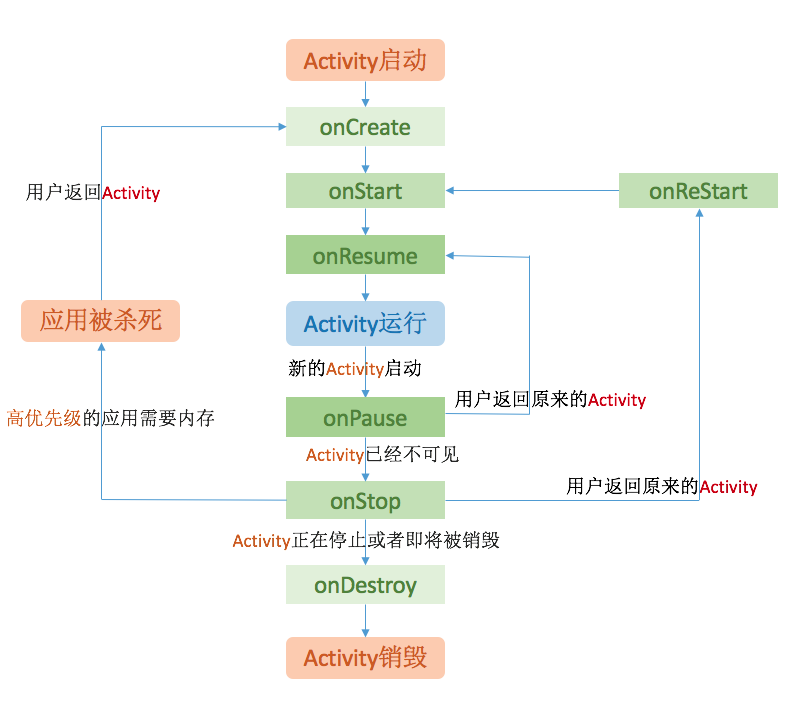 Activity启动
onCreate
用户返回Activity
onStart
onReStart
onResume
应用被杀死
Activity运行
新的Activity启动
用户返回原来的Activity
高优先级的应用需要内存
onPause
Activity已经不可见
用户返回原来的Activity
onStop
Activity正在停止或者即将被销毁
onDestroy
Activity销毁